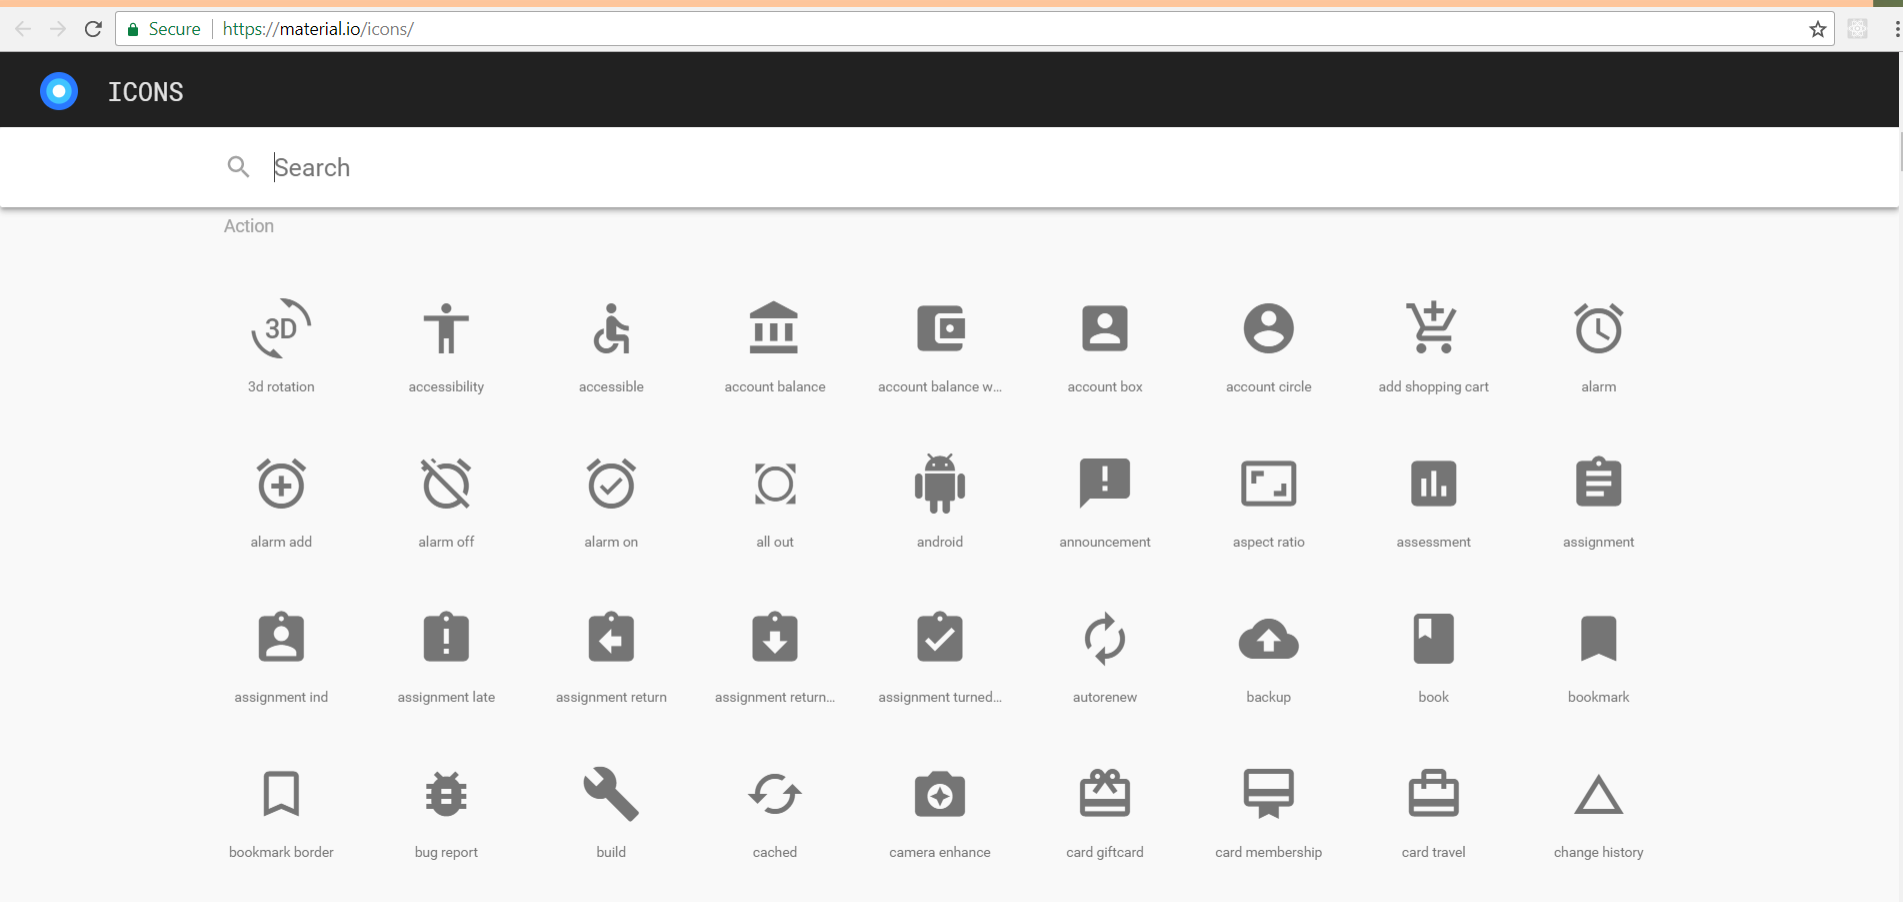 Secure https://material.io/icons/
ICONS
Search
Action
3D
3d rotation accessibility accessible account balance account balance w... account box account circle add shopping cart alarm
alarm add alarm off alarm on all out android announcement aspect ratio assessment assignment
assignment ind assignment late assignment return assignment return... assignment turned... autorenew backup book bookmark
bookmark border bug report build cached camera enhance card giftcard card membership card travel change history